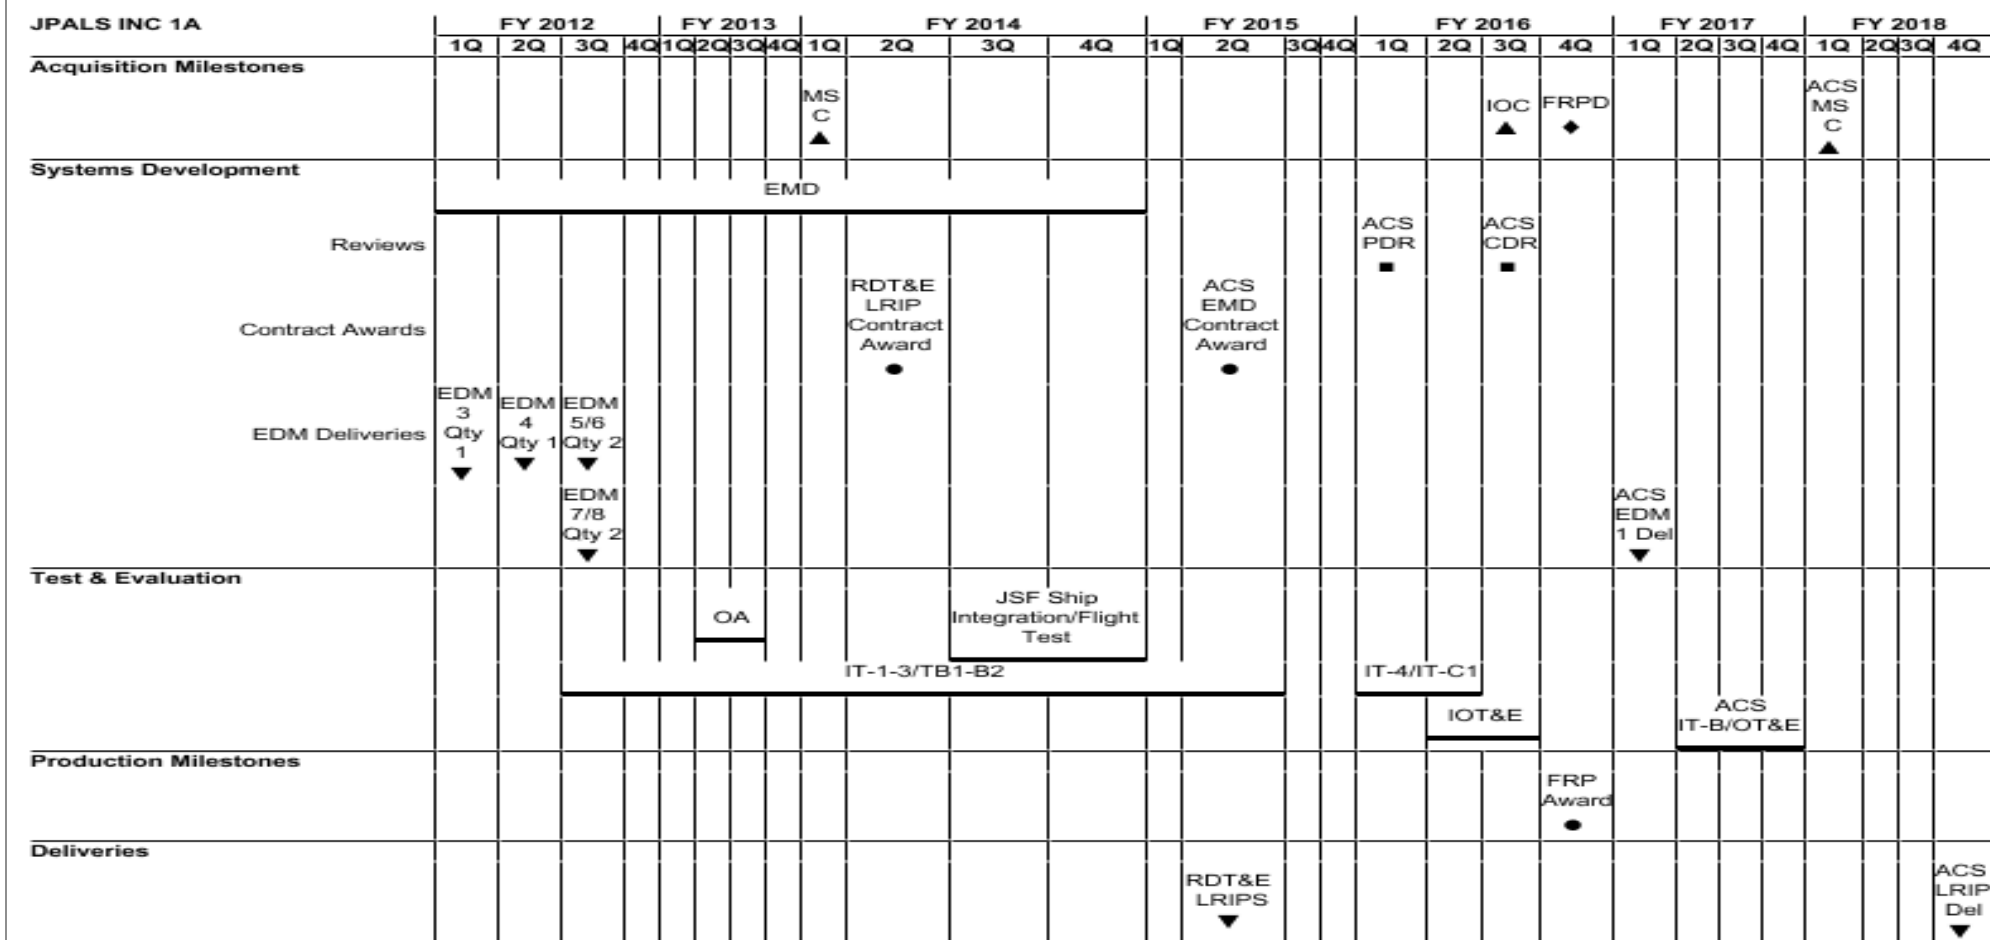 JPALS INC 1A FY 2012 FY 2013 FY 2014 FY 2015 FY 2016 FY 2017 FY 2018
1Q 2Q 3Q 4Q 1Q 2Q 3Q 4Q 1Q 2Q 3Q 4Q 1Q 2Q 3Q 4Q 1Q 2Q 3Q 4Q 1Q 2Q 3Q 4Q 1Q 2Q 3Q 4Q
Acquisition Milestones
MS
C
IOC
FRPD
ACS
MS
C
Systems Development
EMD
Reviews
ACS
PDR
ACS
CDR
Contract Awards
RDT&E
LRIP
Contract
Award
ACS
EMD
Contract
Award
EDM Deliveries
EDM
3
Qty
1
EDM
4
Qty 1
EDM
5/6
Qty 2
EDM
7/8
Qty 2
ACS
EDM
1 Del
Test & Evaluation
OA
JSF Ship
Integration/Flight
Test
IT-1-3/TB1-B2
IT-4/IT-C1
IOT&E
ACS
IT-B/OT&E
Production Milestones
FRP
Award
Deliveries
RDT&E
LRIPS
ACS
LRIP
Del